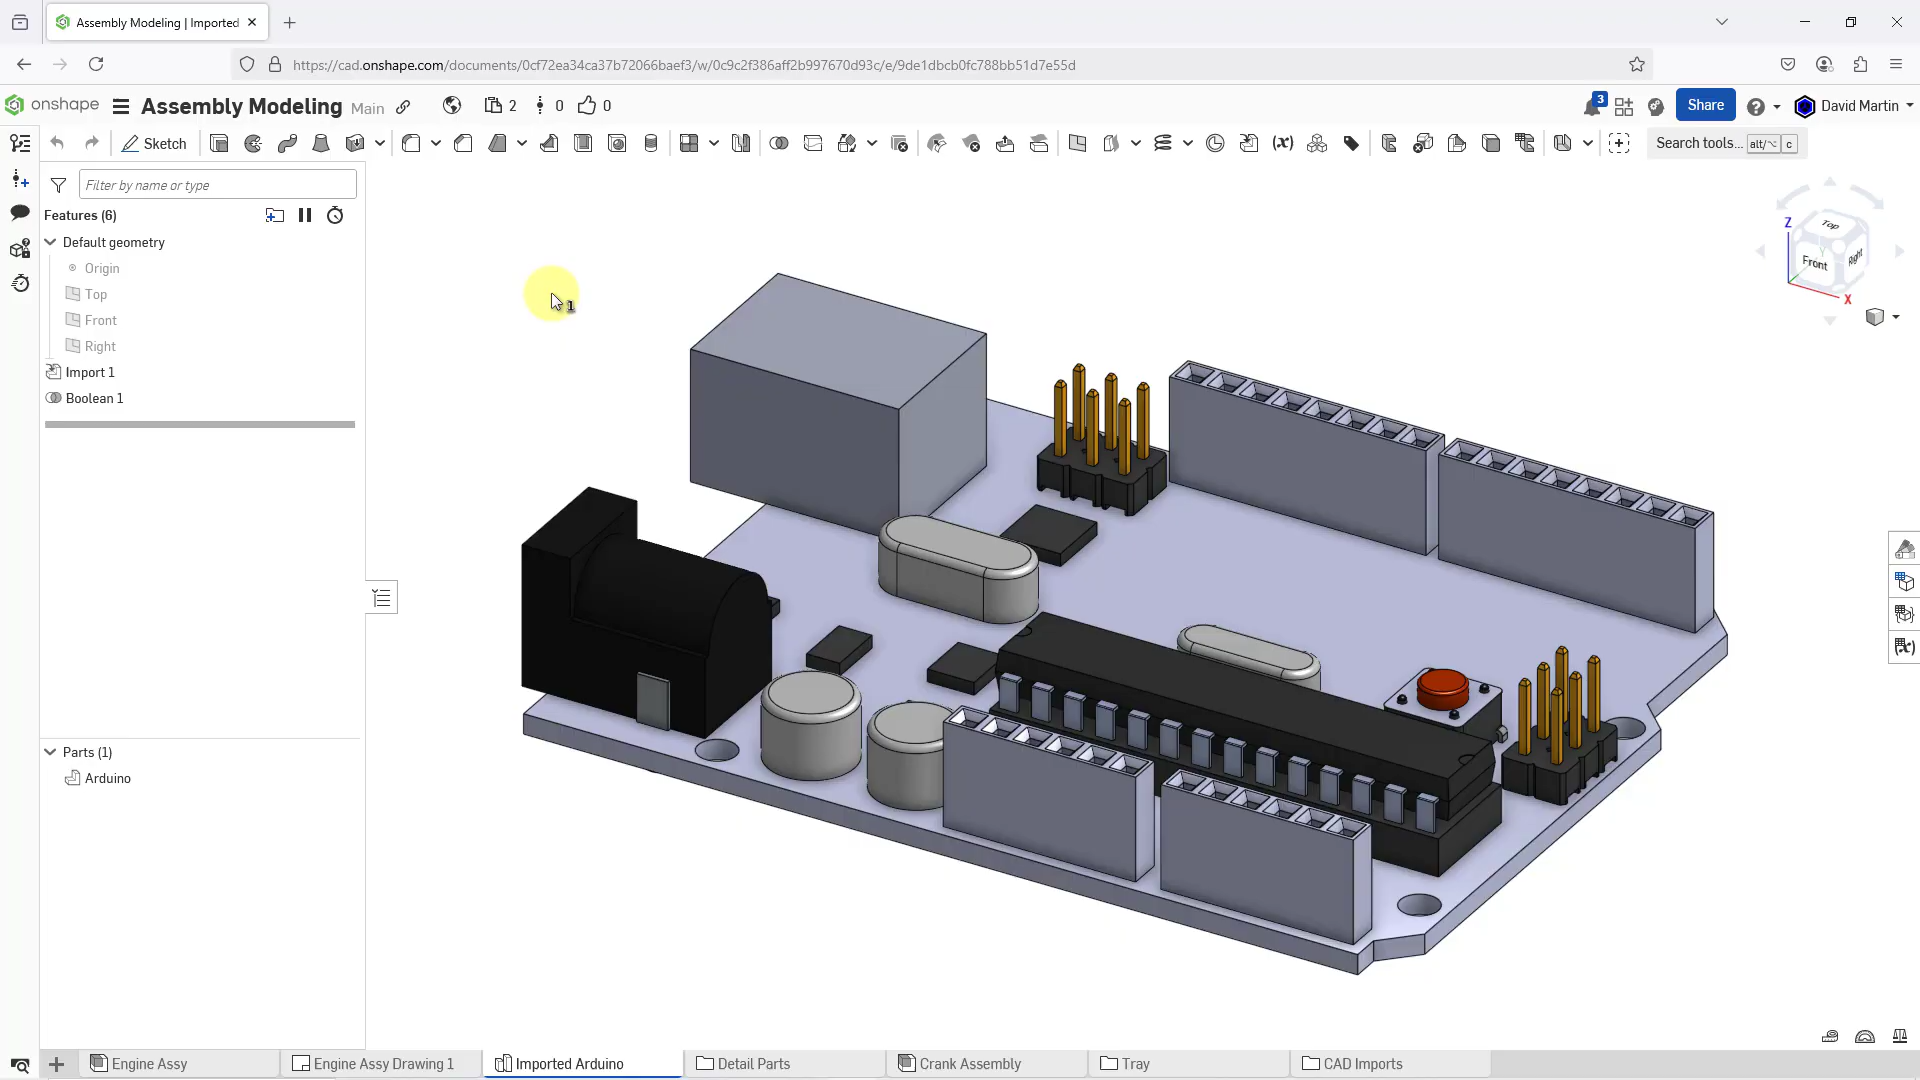 Assembly Modeling | Imported
https://cad.onshape.com/documents/0cf72ea34ca37b72066baef3/w/0c9c2f386aff2b997670d93c/e/9de1dbcb0fc788bb51d7e55d
onshape Assembly Modeling Main 2 0 0 3 Share David Martin
Sketch (x) Search tools... alt/⌥ c
Filter by name or type
Features (6)
Default geometry
Origin
Top
Front
Right
Import 1
Boolean 1
Z
Top
Front
Right
Y
X
1
Parts (1)
Arduino
Engine Assy Engine Assy Drawing 1 Imported Arduino Detail Parts Crank Assembly Tray CAD Imports